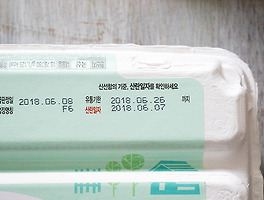 신선함의 기준, 산란일자를 확인하세요
2018.06.08 유통기한 2018.06.26 까지
F6 산란일자 2018.06.07